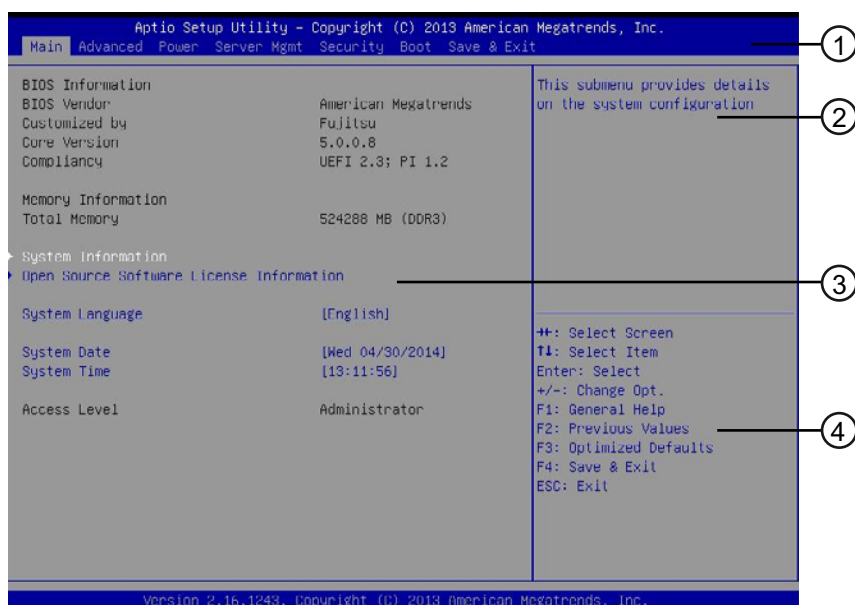 Aptio Setup Utility – Copyright (C) 2013 American Megatrends, Inc.
Main Advanced Power Server Mgmt Security Boot Save & Exit
1
BIOS Information
BIOS Vendor American Megatrends
Customized by Fujitsu
Core Version 5.0.0.8
Compliancy UEFI 2.3; PI 1.2
Memory Information
Total Memory 524288 MB (DDR3)
System Information
Open Source Software License Information
System Language [English]
System Date [Wed 04/30/2014]
System Time [13:11:56]
Access Level Administrator
This submenu provides details
on the system configuration
2
3
→←: Select Screen
↑↓: Select Item
Enter: Select
+/-: Change Opt.
F1: General Help
F2: Previous Values
F3: Optimized Defaults
F4: Save & Exit
ESC: Exit
4
Version 2.16.1243. Copyright (C) 2013 American Megatrends, Inc.